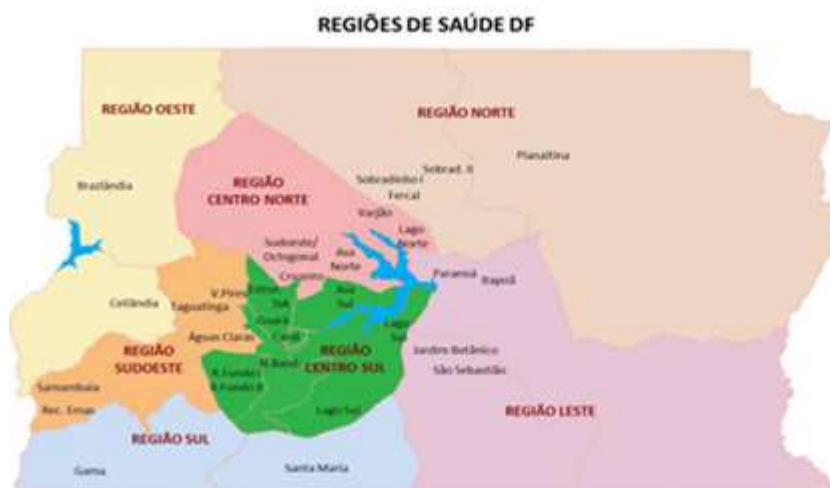 REGIÕES DE SAÚDE DF
REGIÃO OESTE
REGIÃO NORTE
Planaltina
Sobrad. II
Sobradinho I
Fercal
Brazlândia
REGIÃO
CENTRO NORTE
Varjão
Lago
Norte
Sudoeste/
Octogonal
Asa
Norte
Cruzeiro
Paranoá
Itapoã
V.Pires
Asa
Sul
SIA
Ceilândia
Taguatinga
Guará
Lago
Sul
Águas Claras
Cand.
Jardim Botânico
REGIÃO
SUDOESTE
N.Band.
REGIÃO
CENTRO SUL
São Sebastião
R.Fundo I
R.Fundo II
Samambaia
Rec. Emas
Lago Sul
REGIÃO LESTE
REGIÃO SUL
Gama
Santa Maria